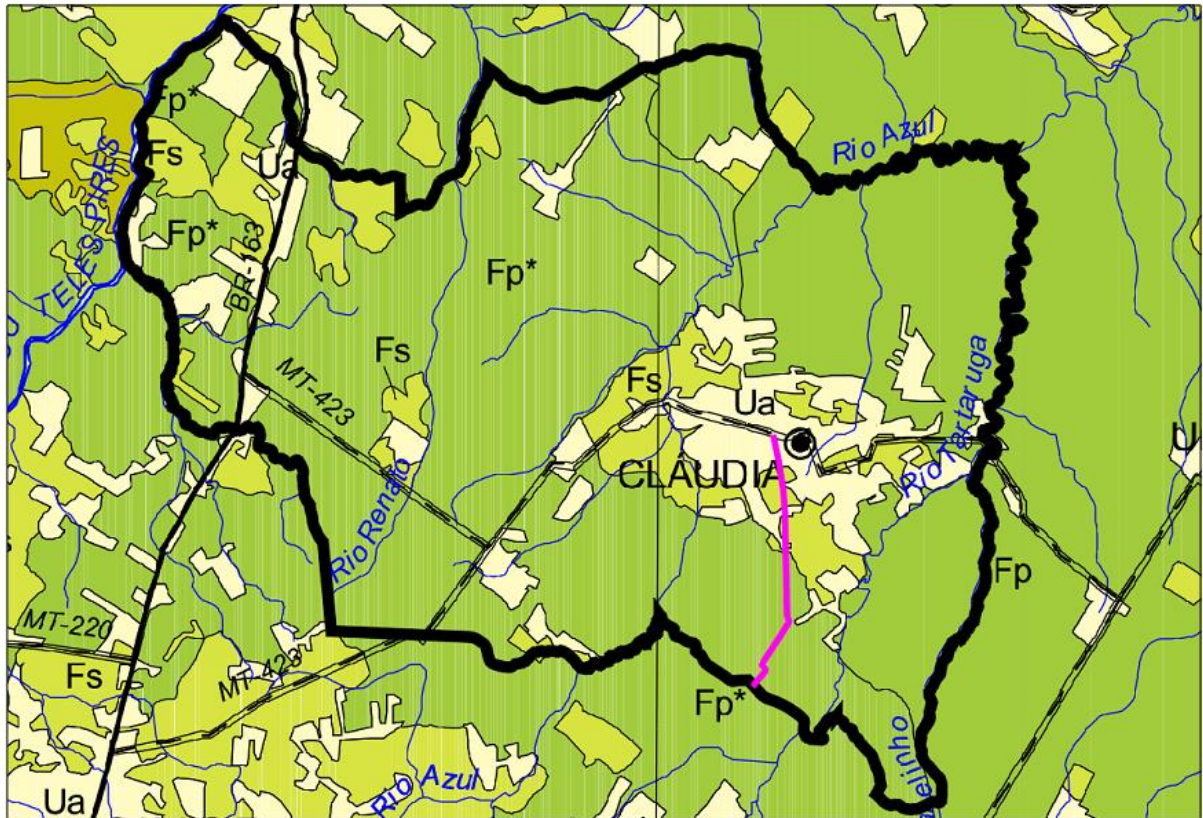 Fp*
Rio Azul
Fs
Ua
TELES PIRES
Fp*
BR-163
Fp*
Fs
MT-423
Fs
Ua
Rio Tartaruga
CLÁUDIA
Rio Renato
Fp
MT-220
Fs
MT-423
Fp*
Rio Azul
Ua